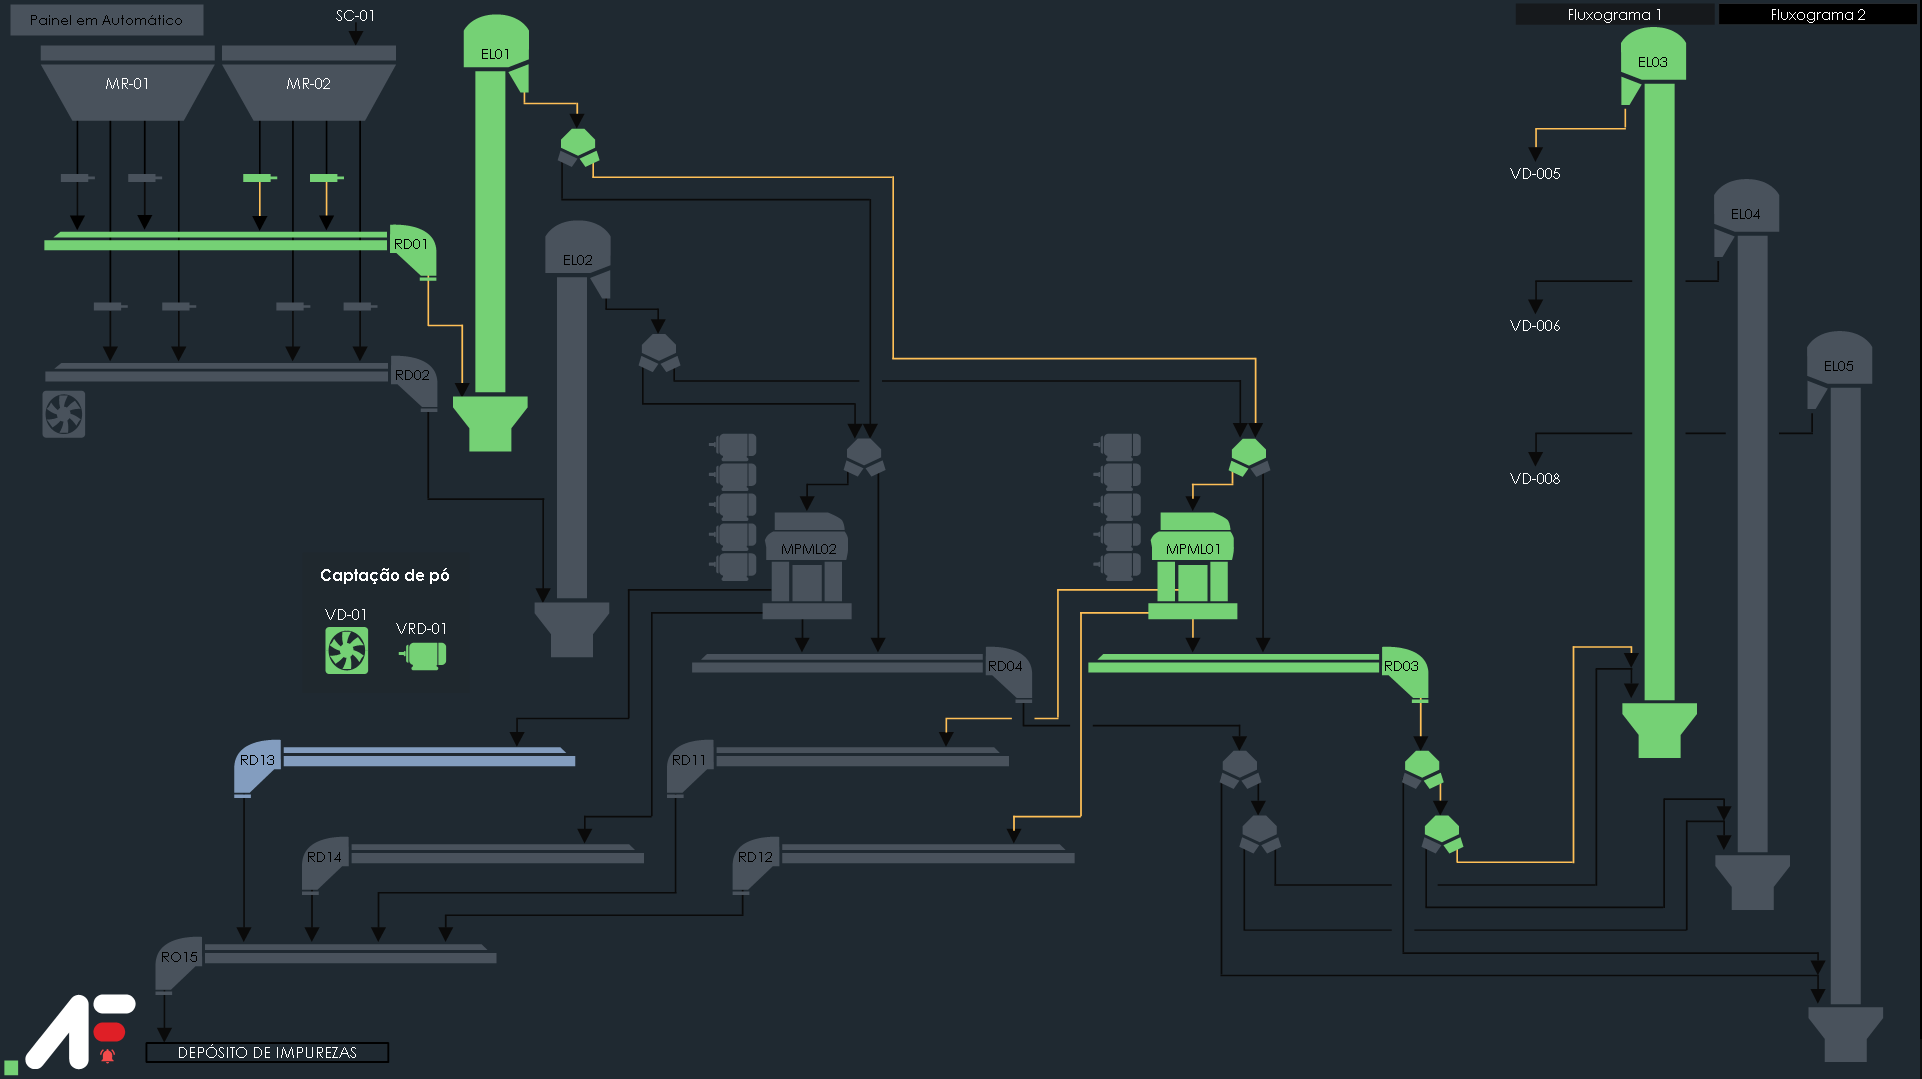 Painel em Automático
SC-01
Fluxograma 1
Fluxograma 2
MR-01
MR-02
EL01
EL03
VD-005
EL04
RD01
EL02
VD-006
RD02
EL05
VD-008
MPML02
MPML01
Captação de pó
VD-01
VRD-01
RD04
RD03
RD13
RD11
RD14
RD12
RO15
AF
DEPÓSITO DE IMPUREZAS